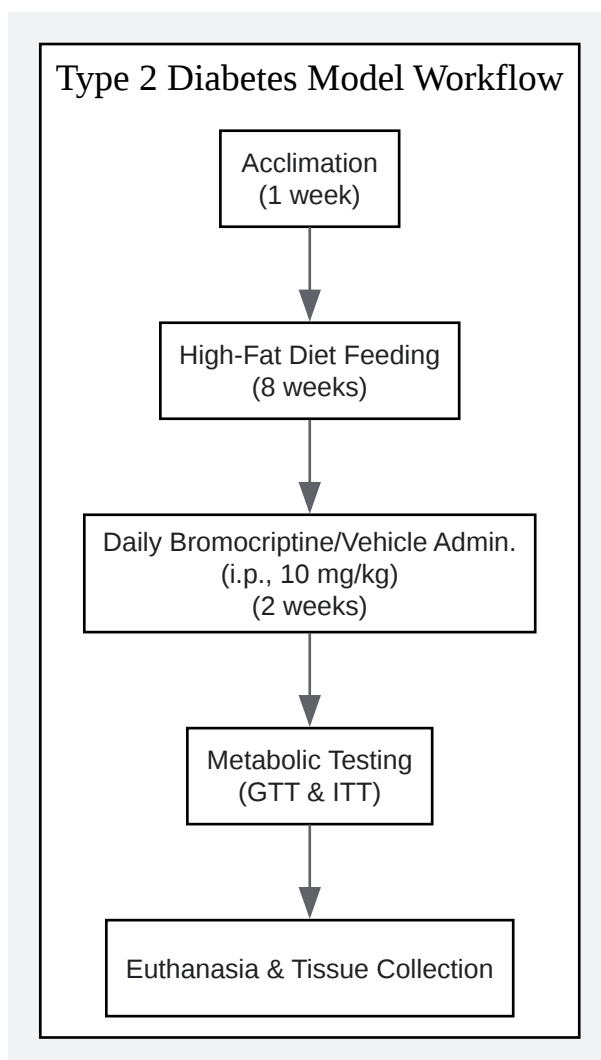 Type 2 Diabetes Model Workflow
Acclimation
(1 week)
High-Fat Diet Feeding
(8 weeks)
Daily Bromocriptine/Vehicle Admin.
(i.p., 10 mg/kg)
(2 weeks)
Metabolic Testing
(GTT & ITT)
Euthanasia & Tissue Collection